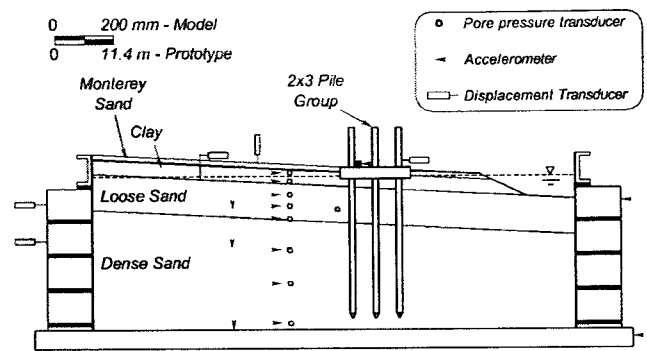 0 200 mm - Model
0 11.4 m - Prototype
Pore pressure transducer
Accelerometer
Displacement Transducer
2x3 Pile
Group
Monterey
Sand
Clay
Loose Sand
Dense Sand